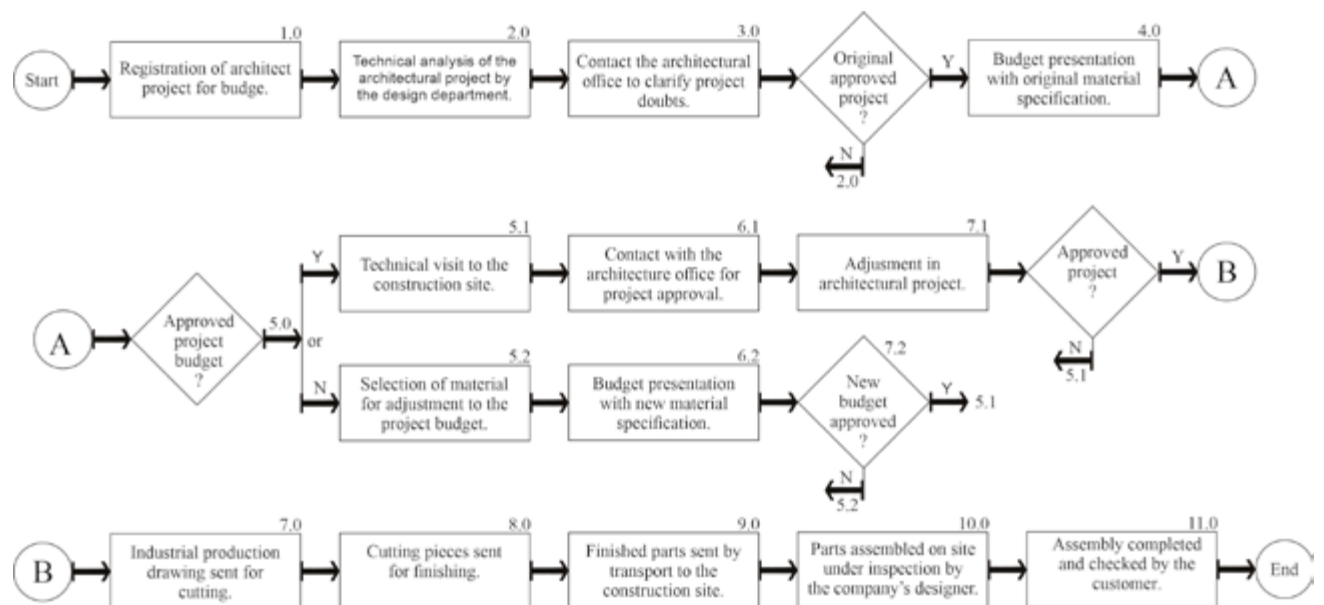 1.0
2.0
3.0
4.0
Start
Registration of architect
project for budge.
Technical analysis of the
architectural project by
the design department.
Contact the architectural
office to clarify project
doubts.
Original
approved
project
?
Y
Budget presentation
with original material
specification.
A
N
2.0
5.1
6.1
7.1
Y
Technical visit to the
construction site.
Contact with the
architecture office for
project approval.
Adjusment in
architectural project.
Approved
project
?
Y
B
N
5.1
A
Approved
project
budget
?
5.0
or
5.2
6.2
7.2
N
Selection of material
for adjustment to the
project budget.
Budget presentation
with new material
specification.
New
budget
approved
?
Y
5.1
N
5.2
7.0
8.0
9.0
10.0
11.0
B
Industrial production
drawing sent for
cutting.
Cutting pieces sent
for finishing.
Finished parts sent by
transport to the
construction site.
Parts assembled on site
under inspection by
the company's designer.
Assembly completed
and checked by the
customer.
End